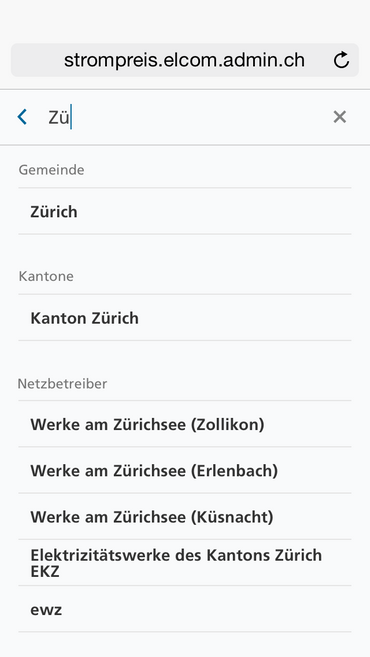 strompreis.elcom.admin.ch
Zü
Gemeinde
Zürich
Kantone
Kanton Zürich
Netzbetreiber
Werke am Zürichsee (Zollikon)
Werke am Zürichsee (Erlenbach)
Werke am Zürichsee (Küsnacht)
Elektrizitätswerke des Kantons Zürich
EKZ
ewz